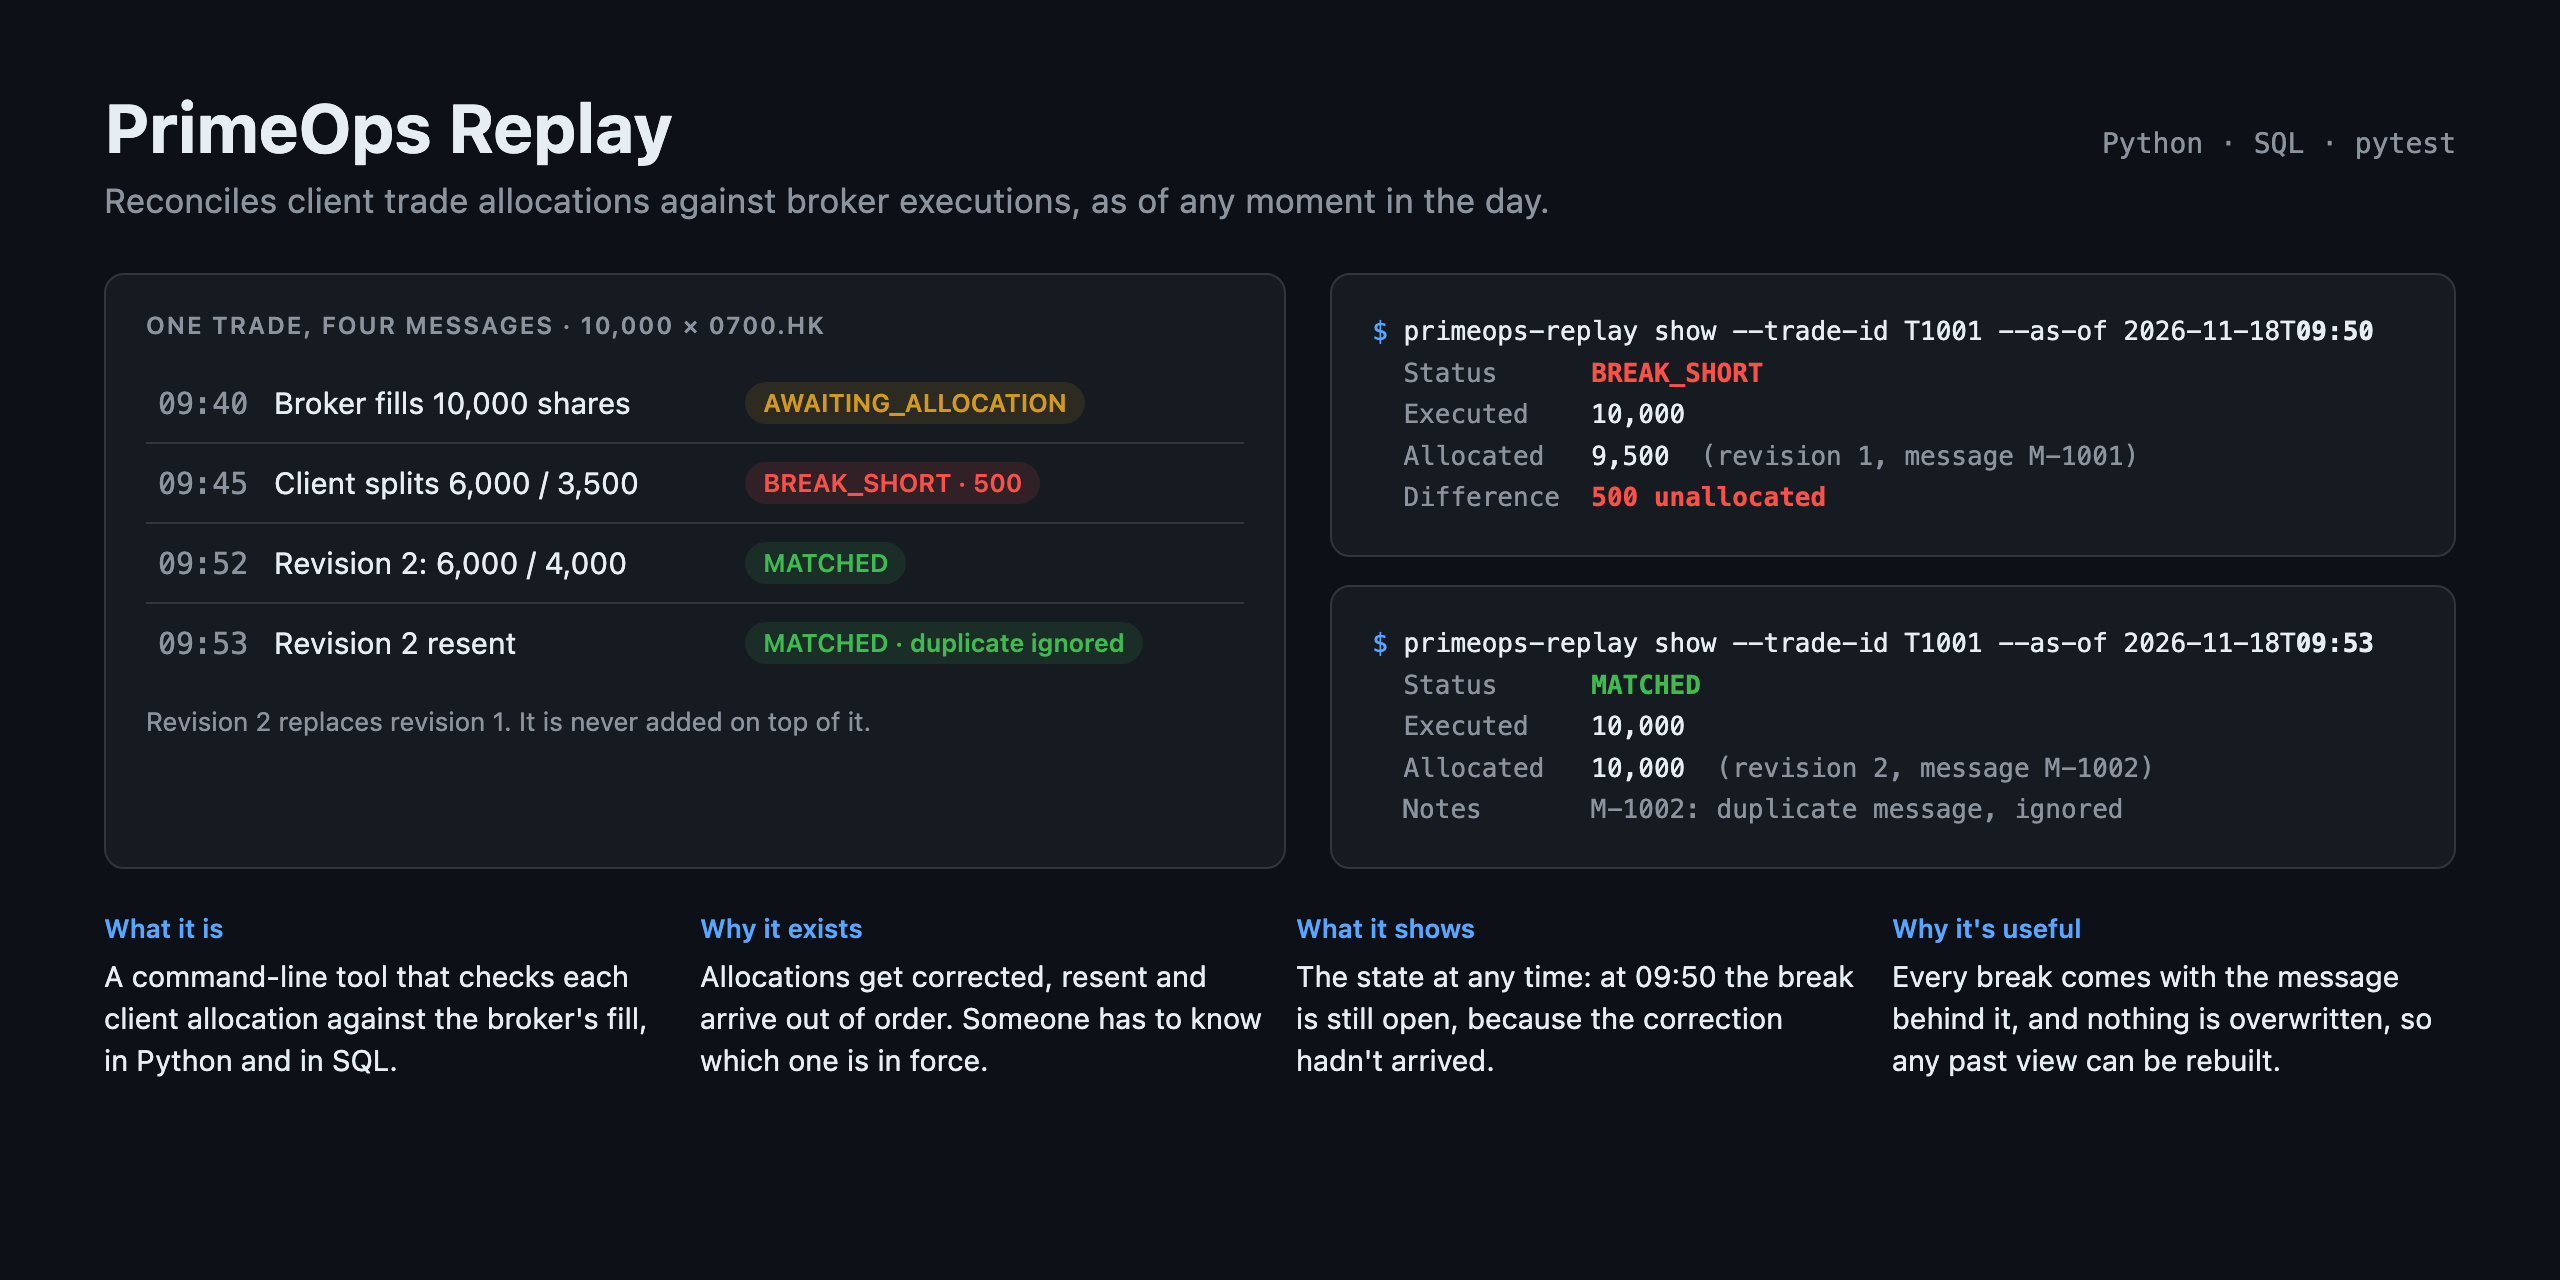 PrimeOps Replay
Python · SQL · pytest
Reconciles client trade allocations against broker executions, as of any moment in the day.
ONE TRADE, FOUR MESSAGES · 10,000 × 0700.HK
09:40 Broker fills 10,000 shares AWAITING_ALLOCATION
09:45 Client splits 6,000 / 3,500 BREAK_SHORT · 500
09:52 Revision 2: 6,000 / 4,000 MATCHED
09:53 Revision 2 resent MATCHED · duplicate ignored
Revision 2 replaces revision 1. It is never added on top of it.
$ primeops-replay show --trade-id T1001 --as-of 2026-11-18T09:50
Status BREAK_SHORT
Executed 10,000
Allocated 9,500 (revision 1, message M-1001)
Difference 500 unallocated
$ primeops-replay show --trade-id T1001 --as-of 2026-11-18T09:53
Status MATCHED
Executed 10,000
Allocated 10,000 (revision 2, message M-1002)
Notes M-1002: duplicate message, ignored
What it is
A command-line tool that checks each
client allocation against the broker's fill,
in Python and in SQL.
Why it exists
Allocations get corrected, resent and
arrive out of order. Someone has to know
which one is in force.
What it shows
The state at any time: at 09:50 the break
is still open, because the correction
hadn't arrived.
Why it's useful
Every break comes with the message
behind it, and nothing is overwritten, so
any past view can be rebuilt.